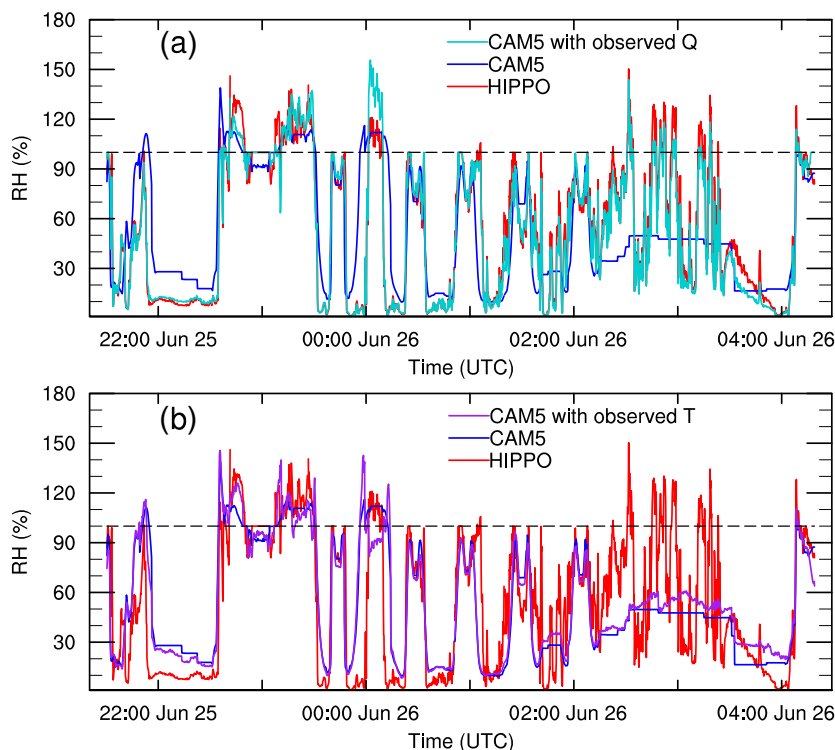 180
(a)
CAM5 with observed Q
150
CAM5
HIPPO
120
RH (%)
90
60
30
22:00 Jun 25 00:00 Jun 26 02:00 Jun 26 04:00 Jun 26
Time (UTC)
180
(b)
CAM5 with observed T
150
CAM5
HIPPO
120
RH (%)
90
60
30
22:00 Jun 25 00:00 Jun 26 02:00 Jun 26 04:00 Jun 26
Time (UTC)